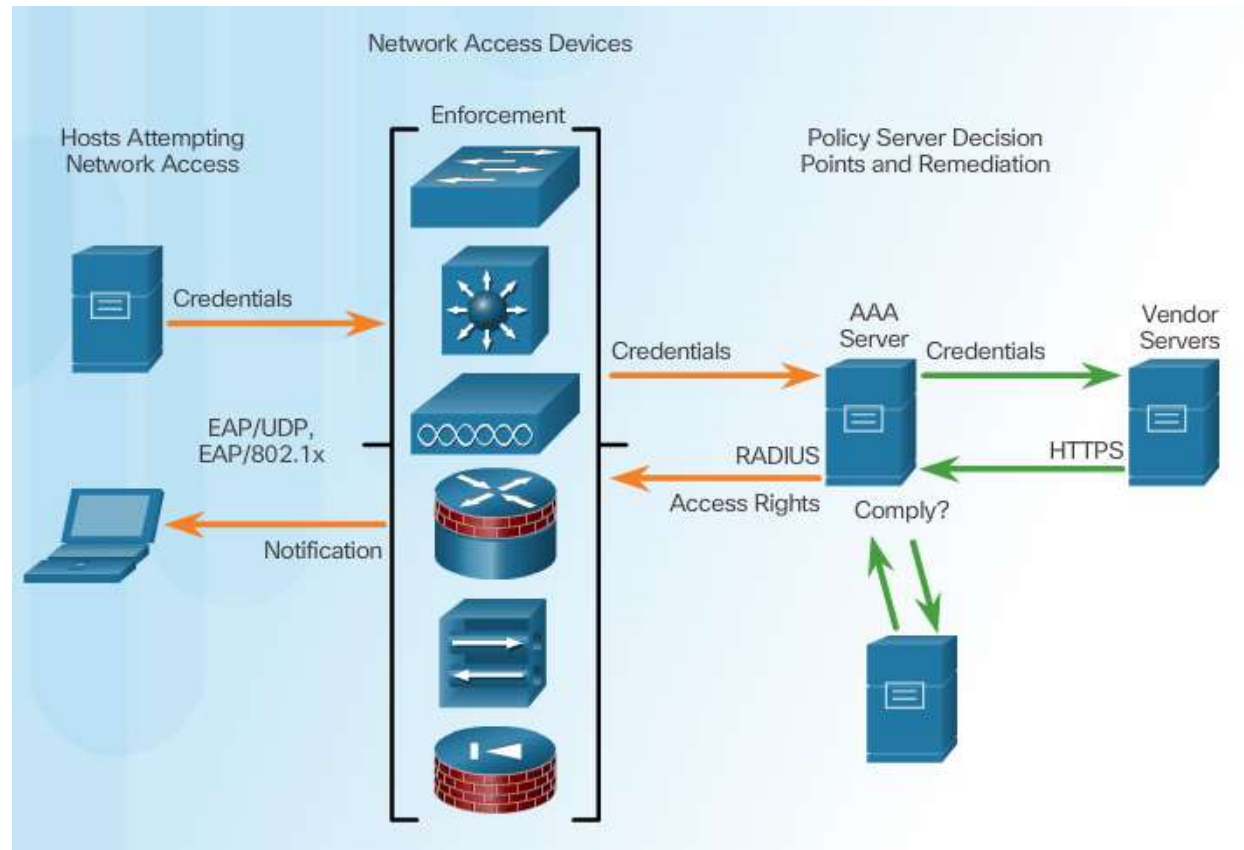 Network Access Devices
Hosts Attempting
Network Access
Enforcement
Policy Server Decision
Points and Remediation
Credentials
EAP/UDP,
EAP/802.1x
Notification
Credentials
AAA
Server
Credentials
Vendor
Servers
RADIUS
Access Rights
HTTPS
Comply?